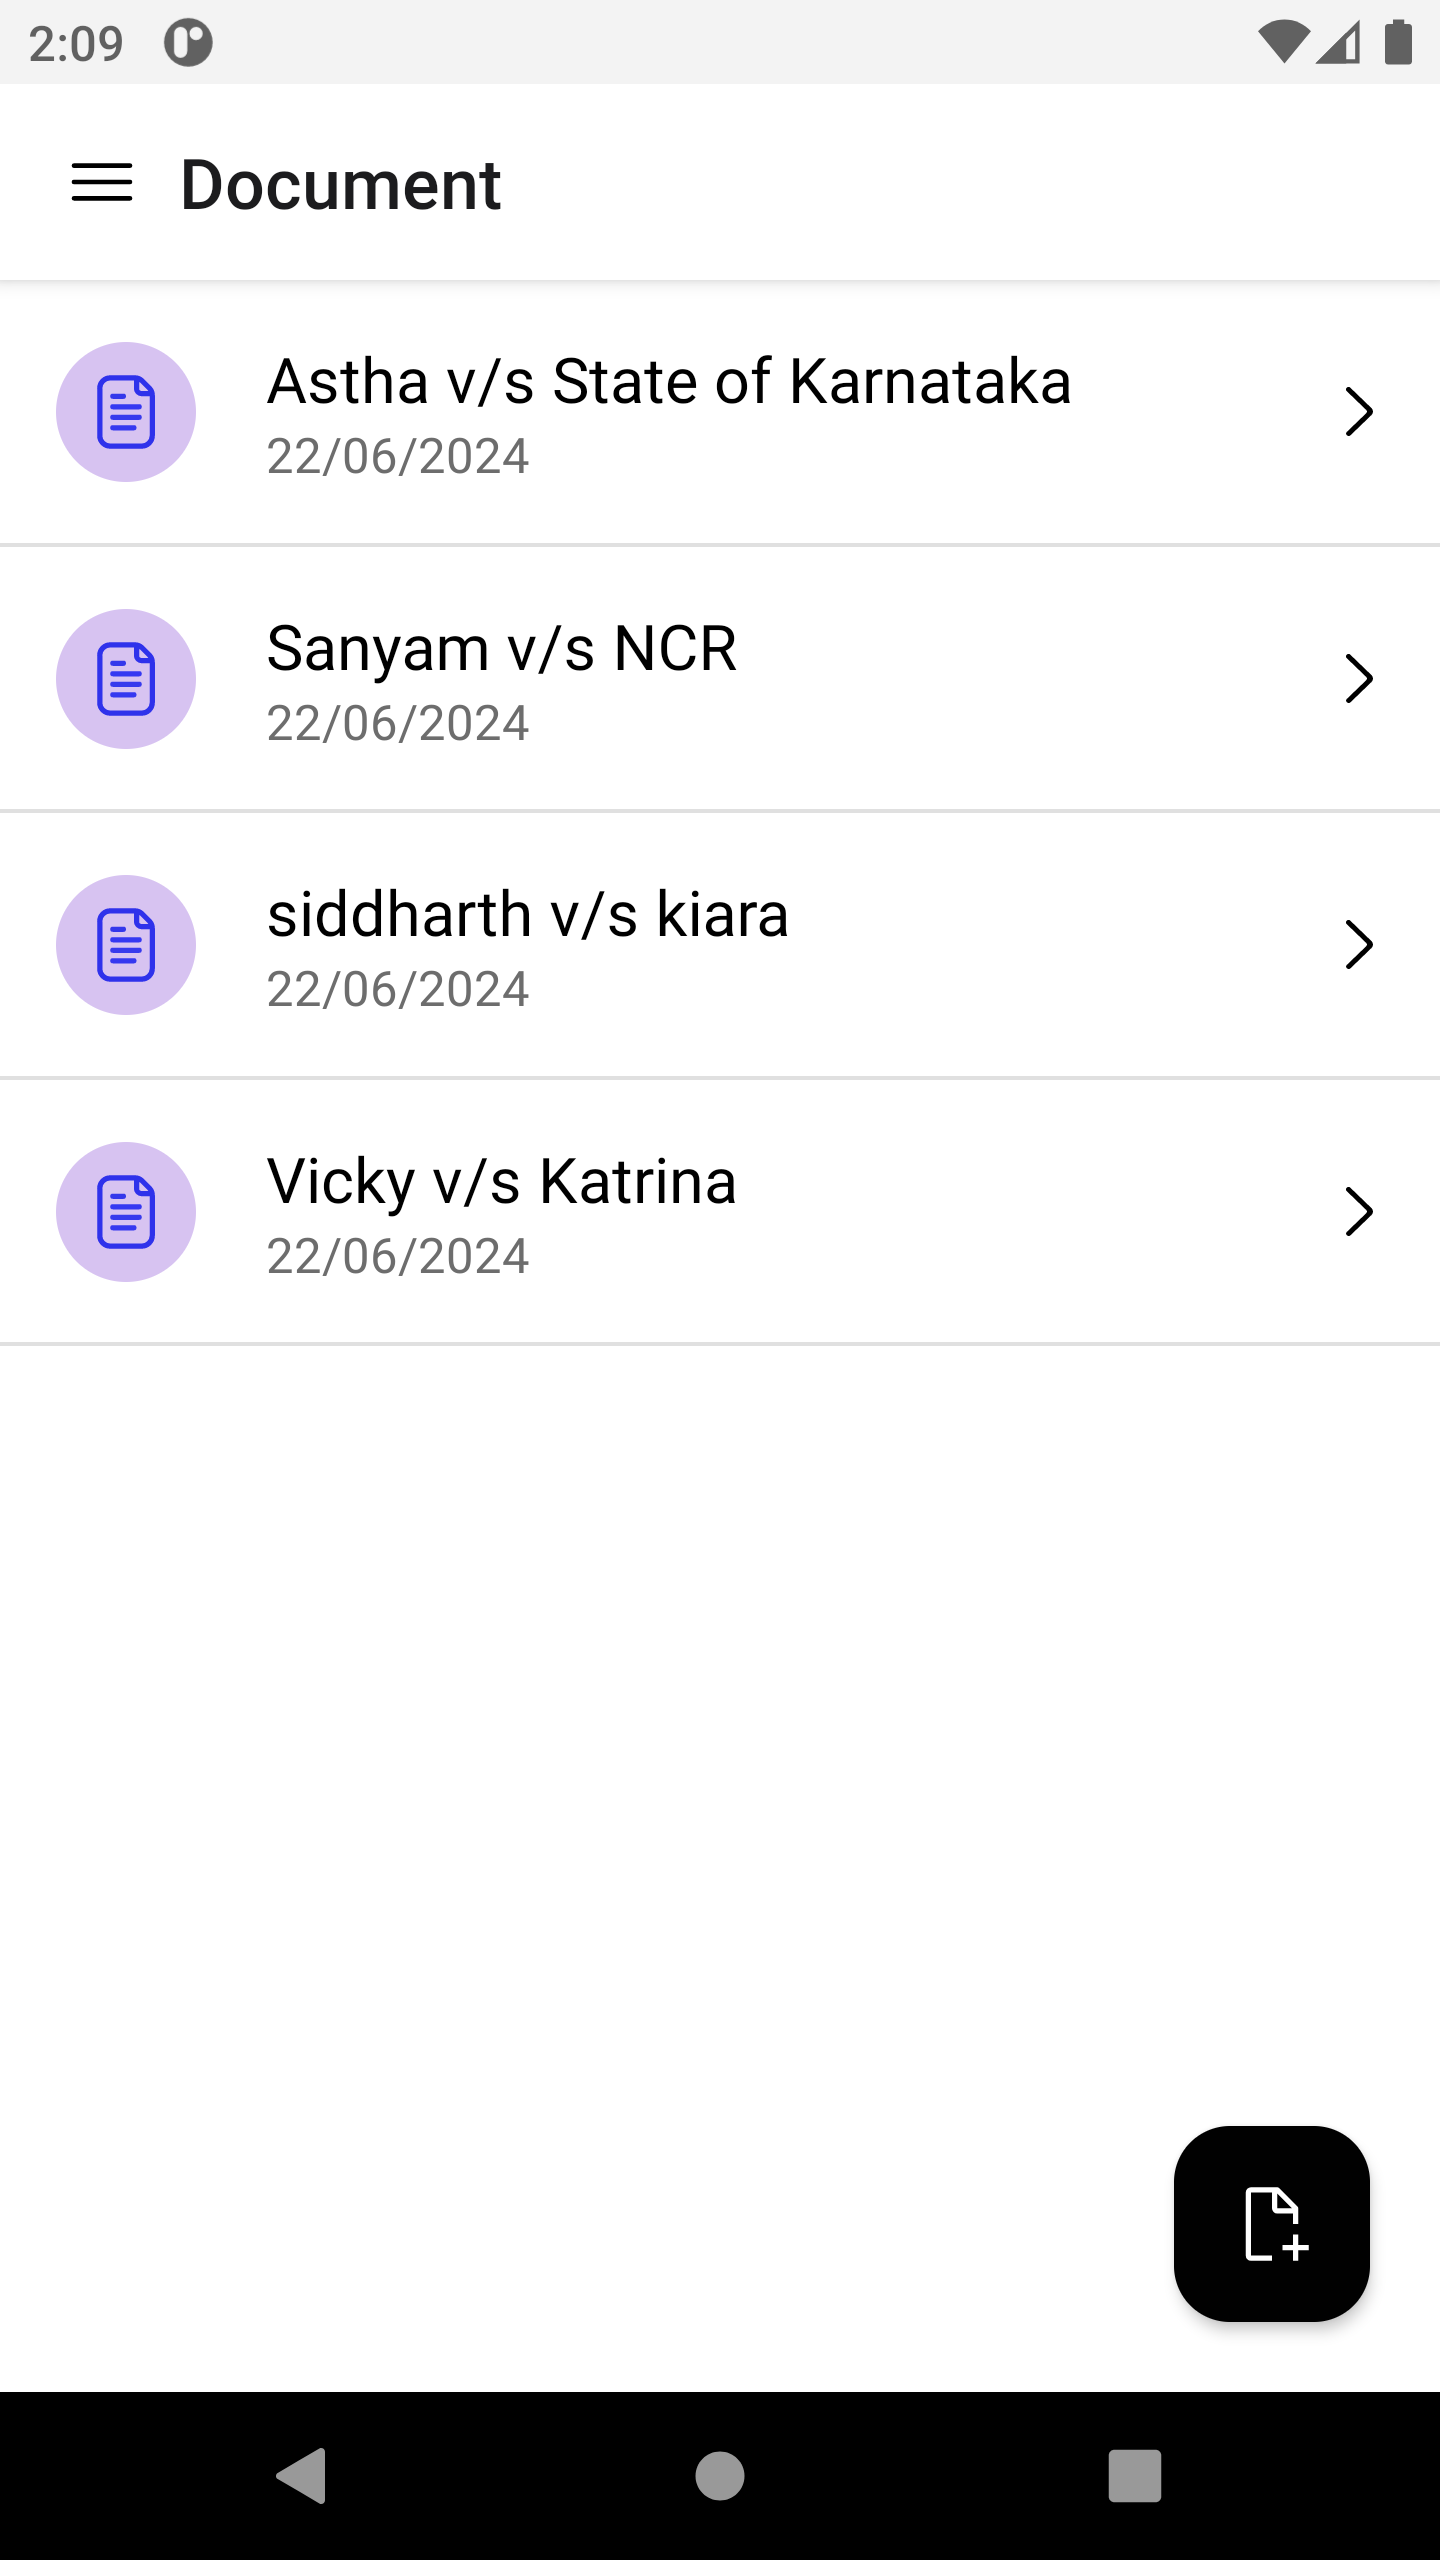 2:09
Document
Astha v/s State of Karnataka
22/06/2024
Sanyam v/s NCR
22/06/2024
siddharth v/s kiara
22/06/2024
Vicky v/s Katrina
22/06/2024